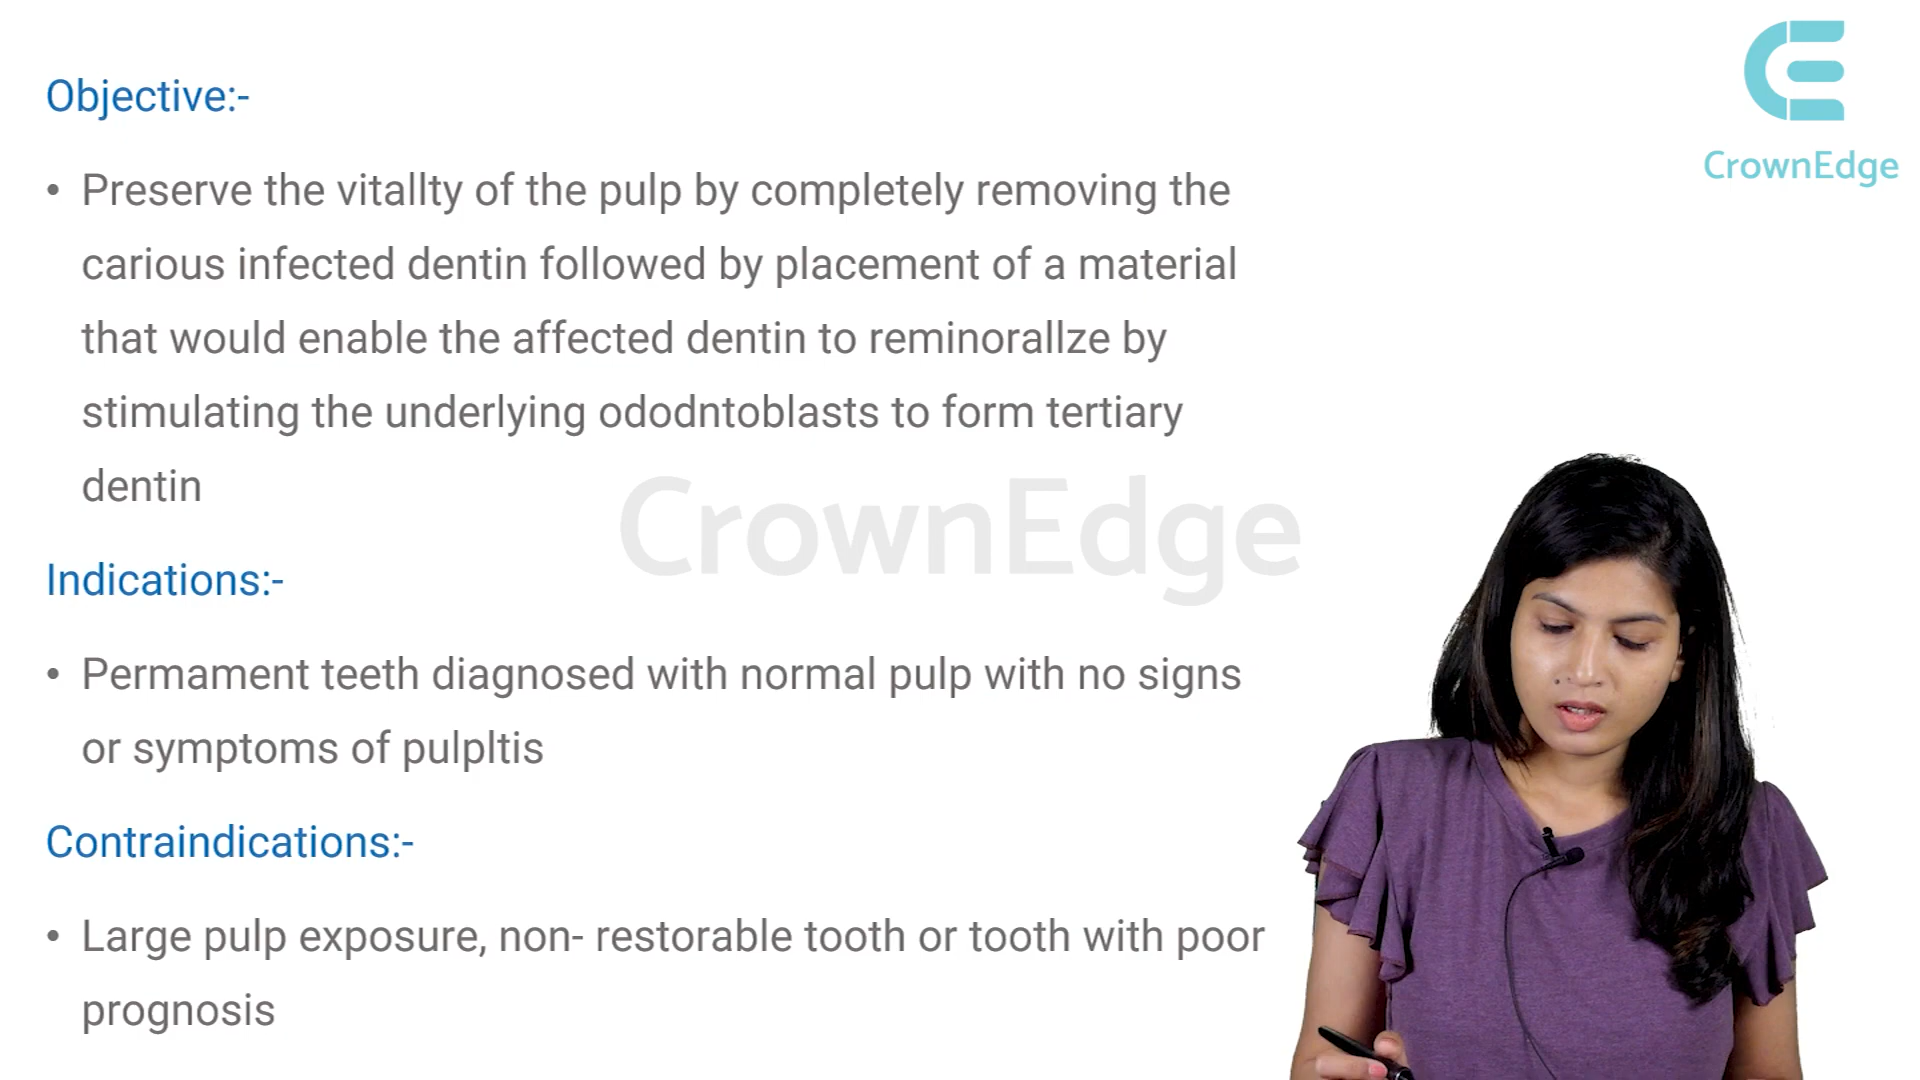 Objective:-
• Preserve the vitallty of the pulp by completely removing the
carious infected dentin followed by placement of a material
that would enable the affected dentin to reminorallze by
stimulating the underlying ododntoblasts to form tertiary
dentin
Indications:-
• Permament teeth diagnosed with normal pulp with no signs
or symptoms of pulpltis
Contraindications:-
• Large pulp exposure, non- restorable tooth or tooth with poor
prognosis
CrownEdge
CrownEdge